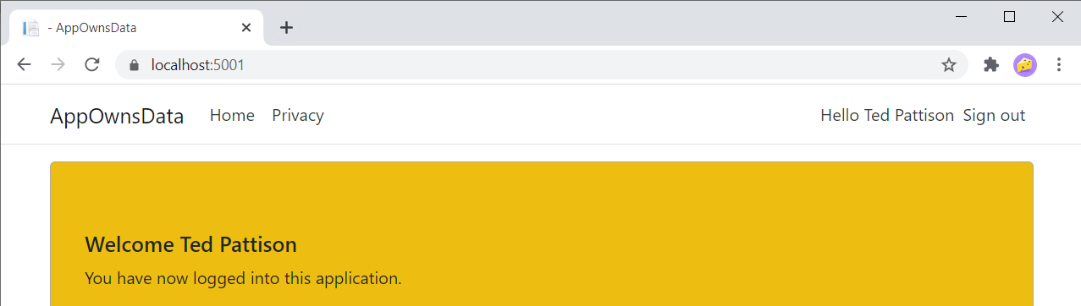 - AppOwnsData
localhost:5001
AppOwnsData Home Privacy Hello Ted Pattison Sign out
Welcome Ted Pattison
You have now logged into this application.